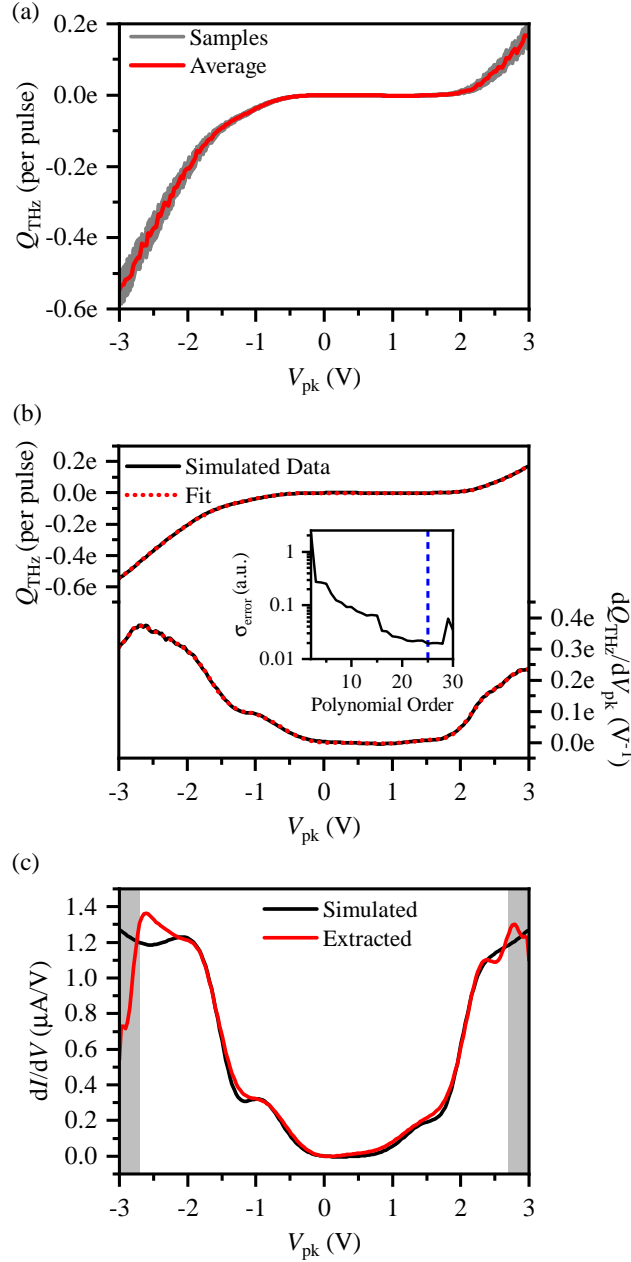 (a)
0.2e
0.0e
-0.2e
-0.4e
-0.6e
Q_THz (per pulse)
Samples
Average
-3 -2 -1 0 1 2 3
V_pk (V)
(b)
0.2e
0.0e
-0.2e
-0.4e
-0.6e
Q_THz (per pulse)
Simulated Data
Fit
1
0.1
0.01
σ_error (a.u.)
10 20 30
Polynomial Order
0.4e
0.3e
0.2e
0.1e
0.0e
dQ_THz/dV_pk (V⁻¹)
-3 -2 -1 0 1 2 3
V_pk (V)
(c)
1.4
1.2
1.0
0.8
0.6
0.4
0.2
0.0
dI/dV (μA/V)
Simulated
Extracted
-3 -2 -1 0 1 2 3
V_pk (V)